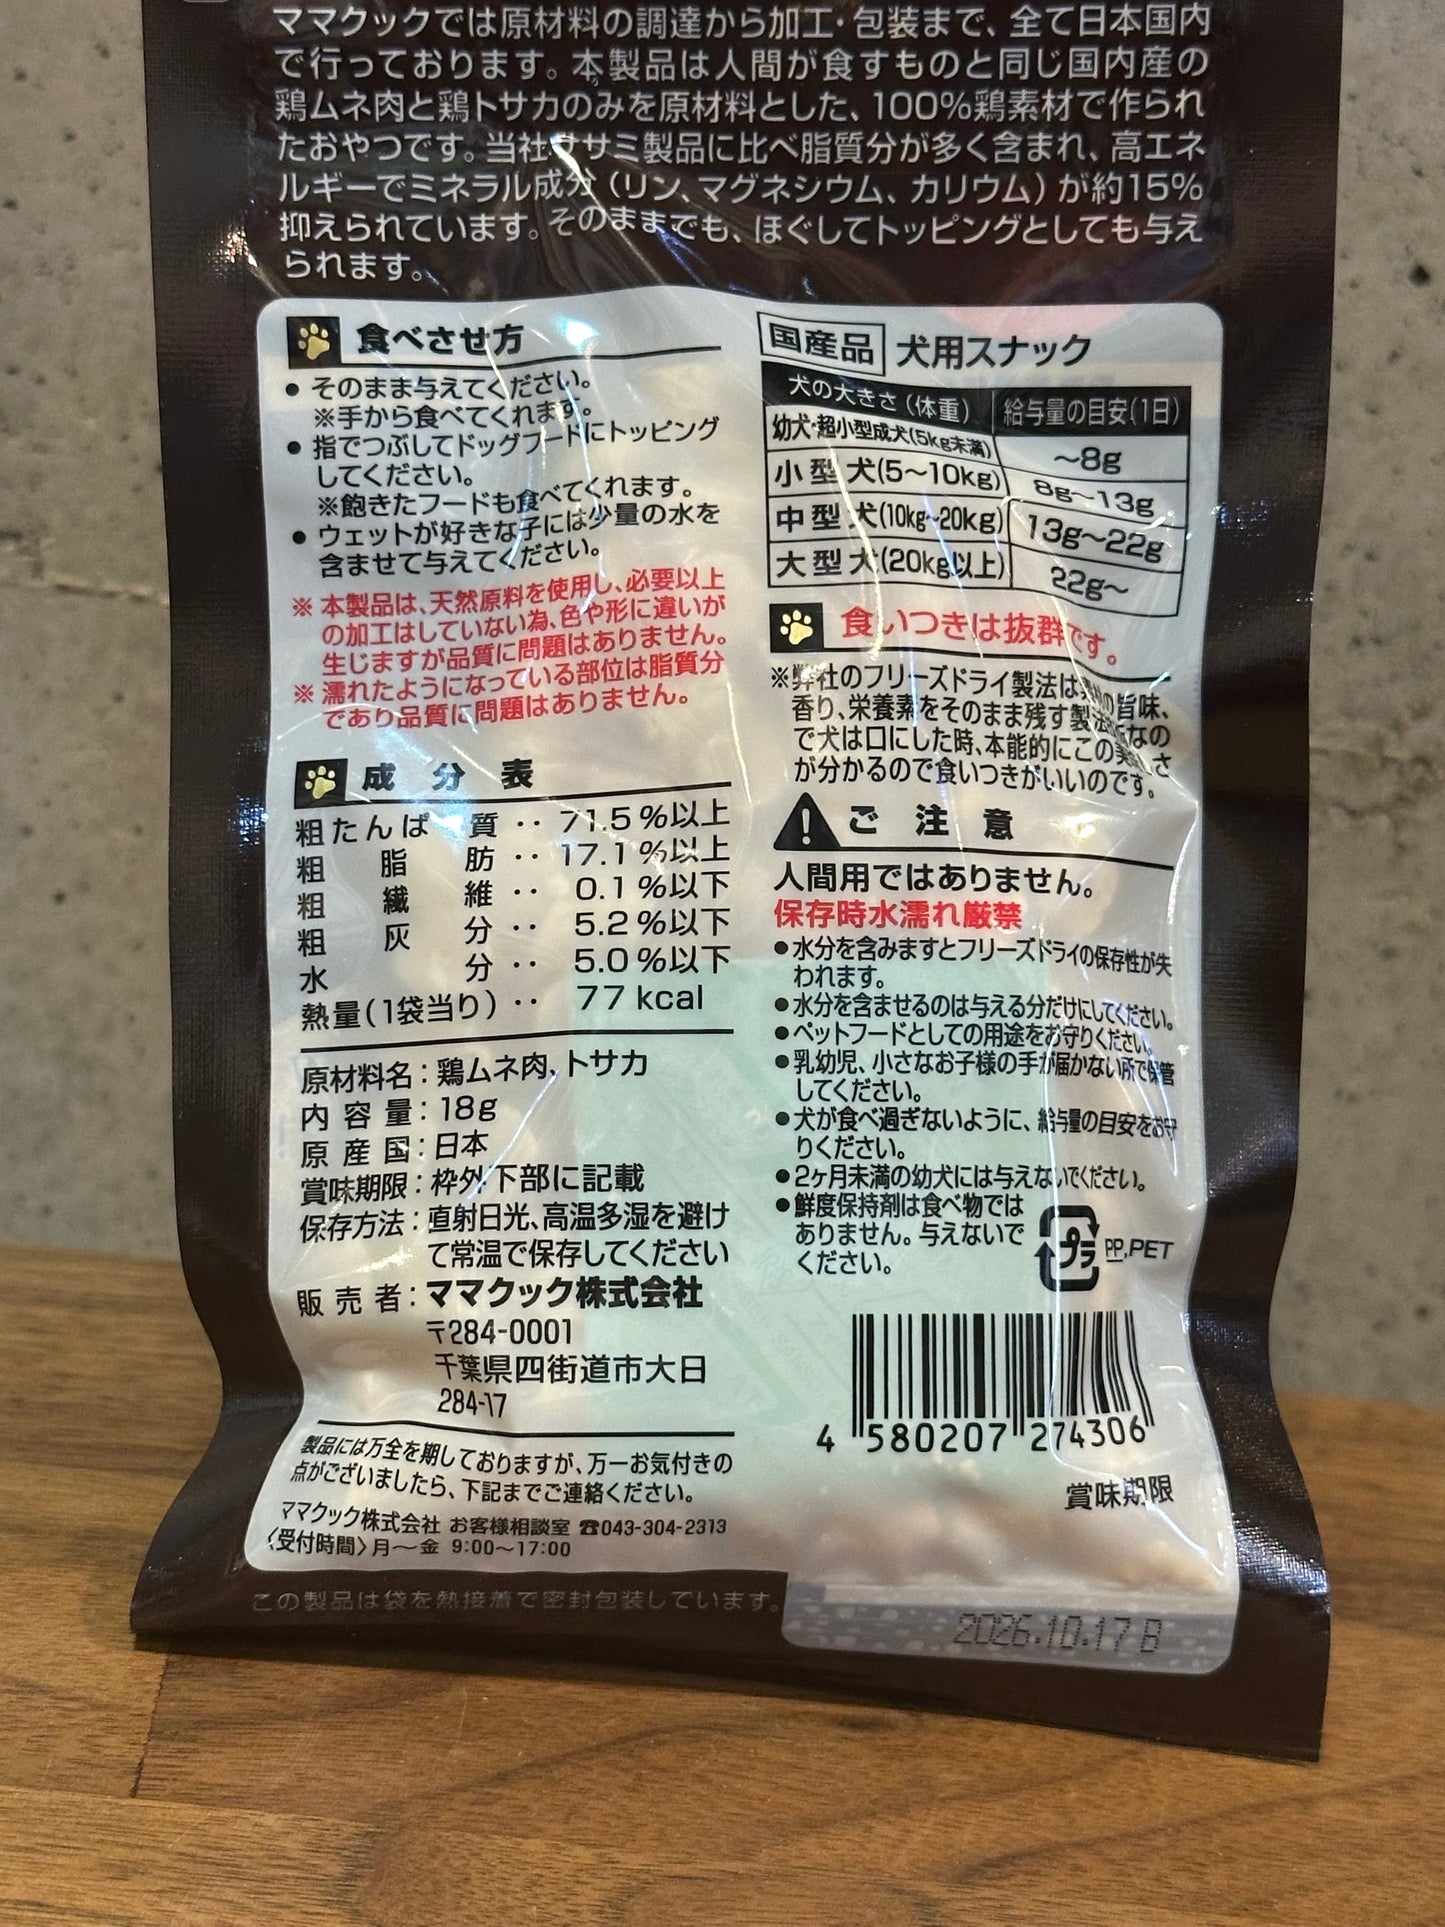 ママクックでは原材料の調達から加工・包装まで、全て日本国内
で行っております。本製品は人間が食すものと同じ国内産の
鶏ムネ肉と鶏トサカのみを原材料とした、100%鶏素材で作られ
たおやつです。当社ササミ製品に比べ脂質分が多く含まれ、高エネ
ルギーでミネラル成分（リン、マグネシウム、カリウム）が約15%
抑えられています。そのままでも、ほぐしてトッピングとしても与え
られます。
食べさせ方
●そのまま与えてください。
※手から食べてくれます。
●指でつぶしてドッグフードにトッピング
してください。
※飽きたフードも食べてくれます。
●ウェットが好きな子には少量の水を
含ませて与えてください。
※本製品は、天然原料を使用し、必要以上
の加工はしていない為、色や形に違いが
生じますが品質に問題はありません。
※濡れたようになっている部位は脂質分
であり品質に問題はありません。
成分表
粗たんぱ質‥71.5%以上
粗脂肪‥17.1%以上
粗繊維‥0.1%以下
粗灰分‥5.2%以下
水分‥5.0%以下
熱量(1袋当り)‥77kcal
原材料名：鶏ムネ肉、トサカ
内容量：18g
原産国：日本
賞味期限：枠外下部に記載
保存方法：直射日光、高温多湿を避け
て常温で保存してください
販売者：ママクック株式会社
〒284-0001
千葉県四街道市大日
284-17
製品には万全を期しておりますが、万一お気付きの
点がございましたら、下記までご連絡ください。
ママクック株式会社 お客様相談室 ☎043-304-2313
〈受付時間〉月〜金 9:00〜17:00
この製品は袋を熱接着で密封包装しています。
国産品 犬用スナック
犬の大きさ（体重） 給与量の目安(1日)
幼犬・超小型成犬(5kg未満) 〜8g
小型犬(5〜10kg) 8g〜13g
中型犬(10kg〜20kg) 13g〜22g
大型犬(20kg以上) 22g〜
食いつきは抜群です。
※弊社のフリーズドライ製法は素材の旨味、
香り、栄養素をそのまま残す製法なの
で犬は口にした時、本能的にこの美味さ
が分かるので食いつきがいいのです。
ご注意
人間用ではありません。
保存時水濡れ厳禁
●水分を含みますとフリーズドライの保存性が失
われます。
●水分を含ませるのは与える分だけにしてください。
●ペットフードとしての用途をお守りください。
●乳幼児、小さなお子様の手が届かない所で保管
してください。
●犬が食べ過ぎないように、給与量の目安をお守
りください。
●2ヶ月未満の幼犬には与えないでください。
●鮮度保持剤は食べ物では
ありません。与えないで
ください。
プラ PP,PET
4 580207 274306
賞味期限
2026.10.17 B